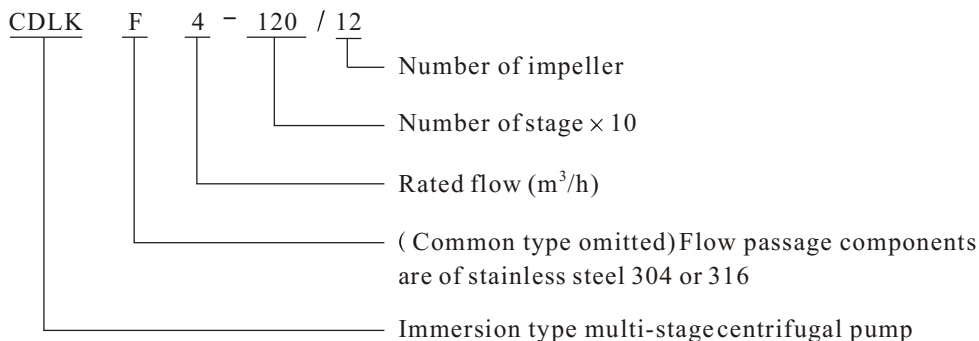 CDLK F 4 - 120 / 12
Number of impeller
Number of stage × 10
Rated flow (m³/h)
( Common type omitted) Flow passage components
are of stainless steel 304 or 316
Immersion type multi-stage centrifugal pump